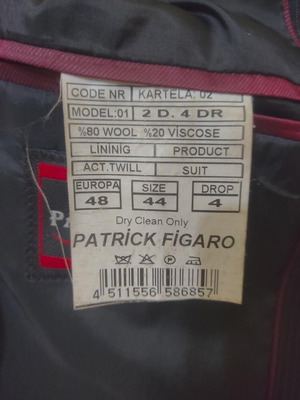 CODE NR KARTELA: 02
MODEL:01 2 D. 4 DR
%80 WOOL %20 VİSCOSE
LİNİNİG PRODUCT
ACT.TWILL SUIT
EUROPA SIZE DROP
48 44 4
Dry Clean Only
PATRİCK FİGARO
4 511556 586857